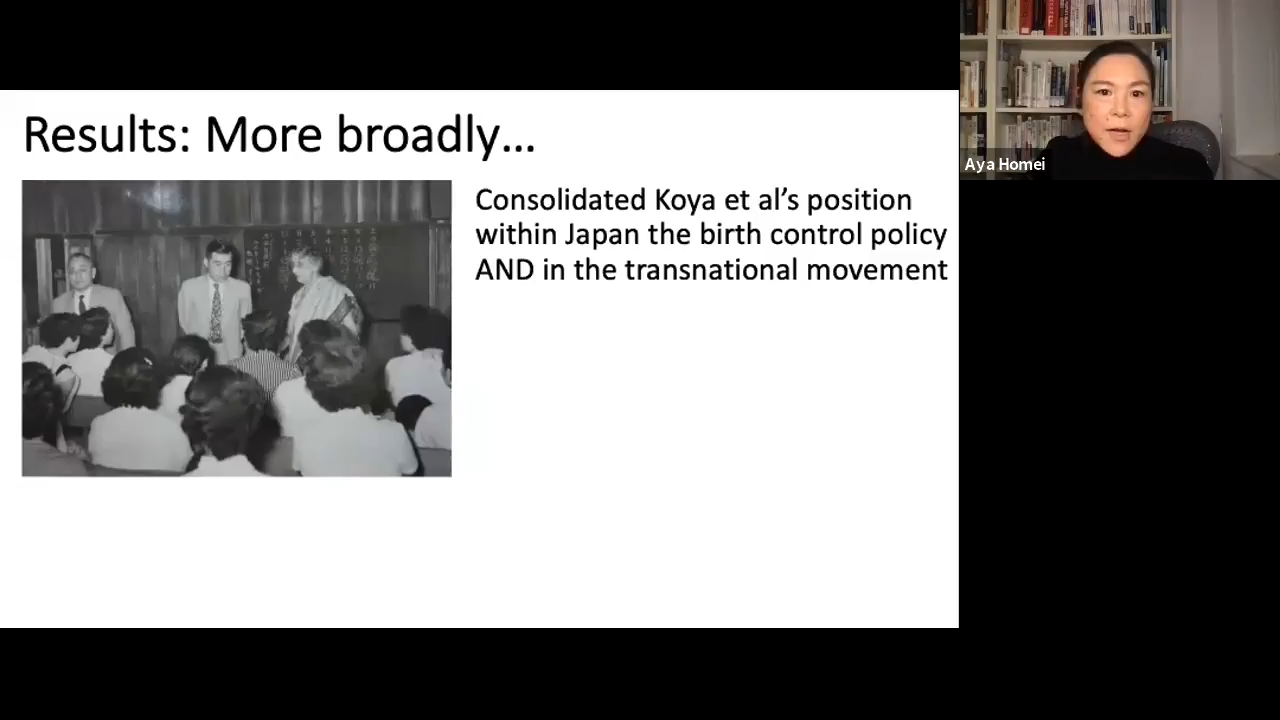 Results: More broadly...
Consolidated Koya et al's position
within Japan the birth control policy
AND in the transnational movement
Aya Homei